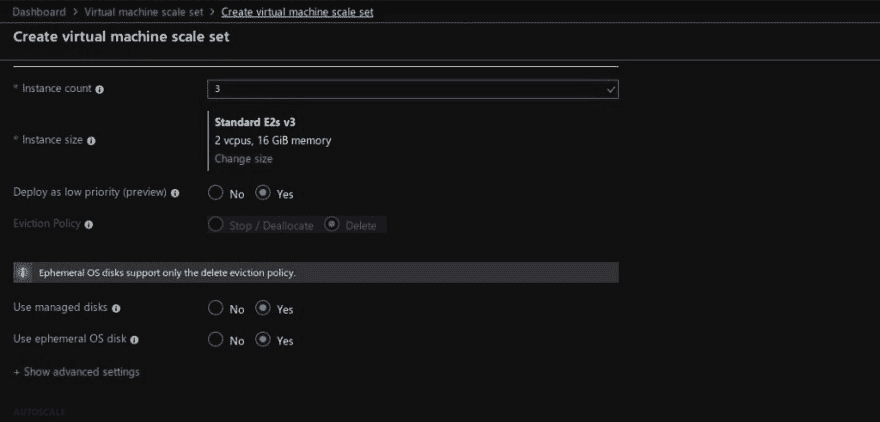 Dashboard > Virtual machine scale set > Create virtual machine scale set
Create virtual machine scale set
* Instance count
3
* Instance size
Standard E2s v3
2 vcpus, 16 GiB memory
Change size
Deploy as low priority (preview)
No Yes
Eviction Policy
Stop / Deallocate Delete
Ephemeral OS disks support only the delete eviction policy.
Use managed disks
No Yes
Use ephemeral OS disk
No Yes
+ Show advanced settings
AUTOSCALE